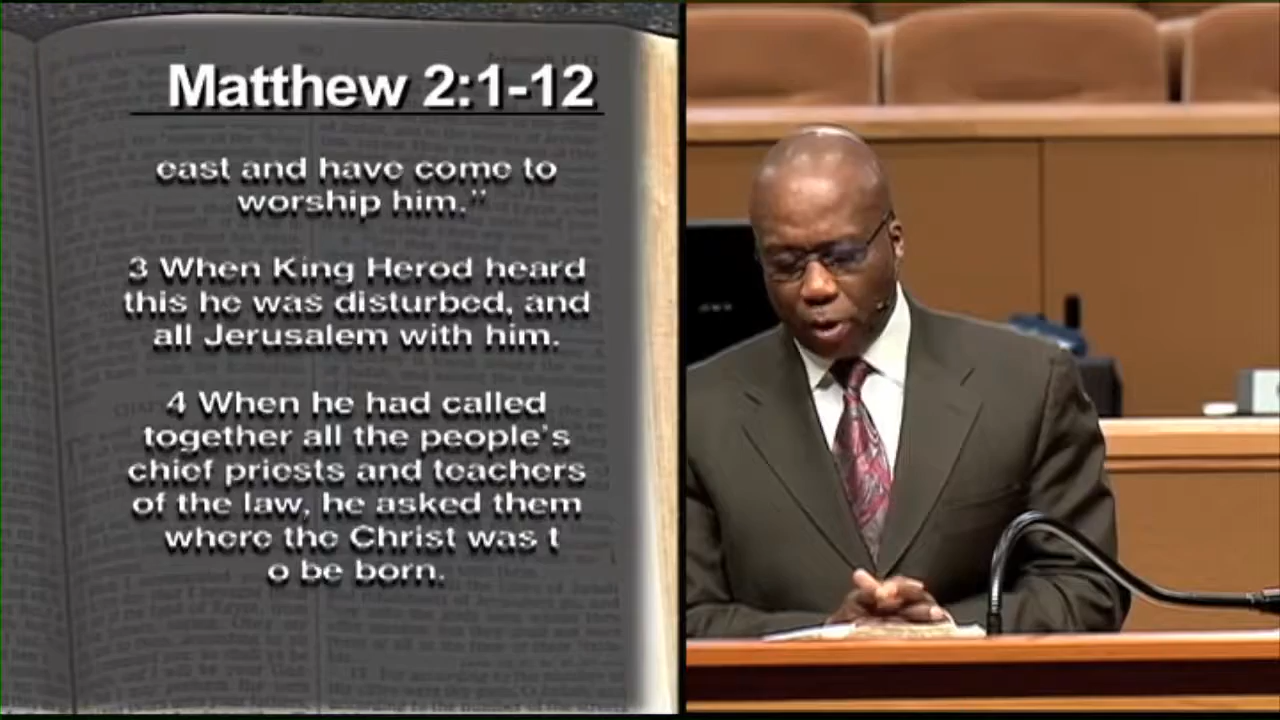 Matthew 2:1-12
east and have come to
worship him.”
3 When King Herod heard
this he was disturbed, and
all Jerusalem with him.
4 When he had called
together all the people's
chief priests and teachers
of the law, he asked them
where the Christ was t
o be born.